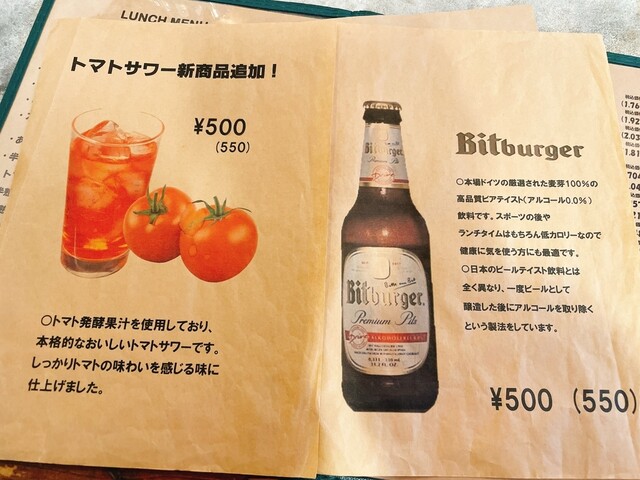 LUNCH MENU
トマトサワー新商品追加！
¥500
(550)
○トマト発酵果汁を使用しており、
本格的なおいしいトマトサワーです。
しっかりトマトの味わいを感じる味に
仕上げました。
Bitburger
○本場ドイツの厳選された麦芽100％の
高品質ビアテイスト(アルコール0.0％)
飲料です。スポーツの後や
ランチタイムはもちろん低カロリーなので
健康に気を使う方にも最適です。
○日本のビールテイスト飲料とは
全く異なり、一度ビールとして
醸造した後にアルコールを取り除く
という製法をしています。
¥500 (550)
Bitburger
Premium Pils
Bitburger
Premium Pils